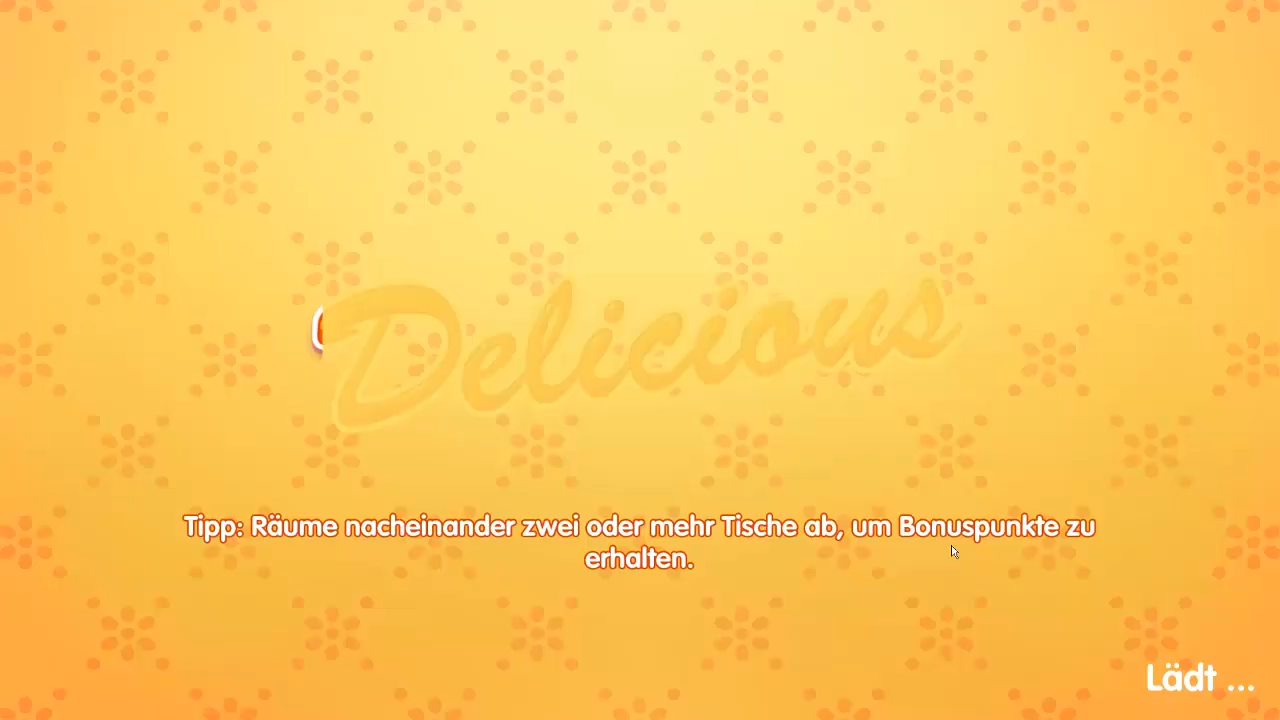 Delicious
Tipp: Räume nacheinander zwei oder mehr Tische ab, um Bonuspunkte zu
erhalten.
Lädt ...